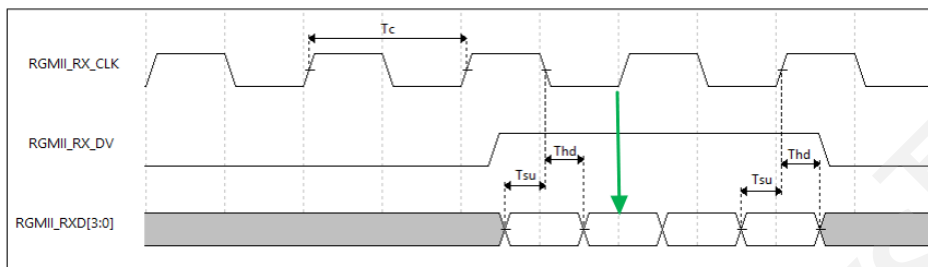 Tc
RGMII_RX_CLK
RGMII_RX_DV
Thd
Thd
Tsu
Tsu
RGMII_RXD[3:0]